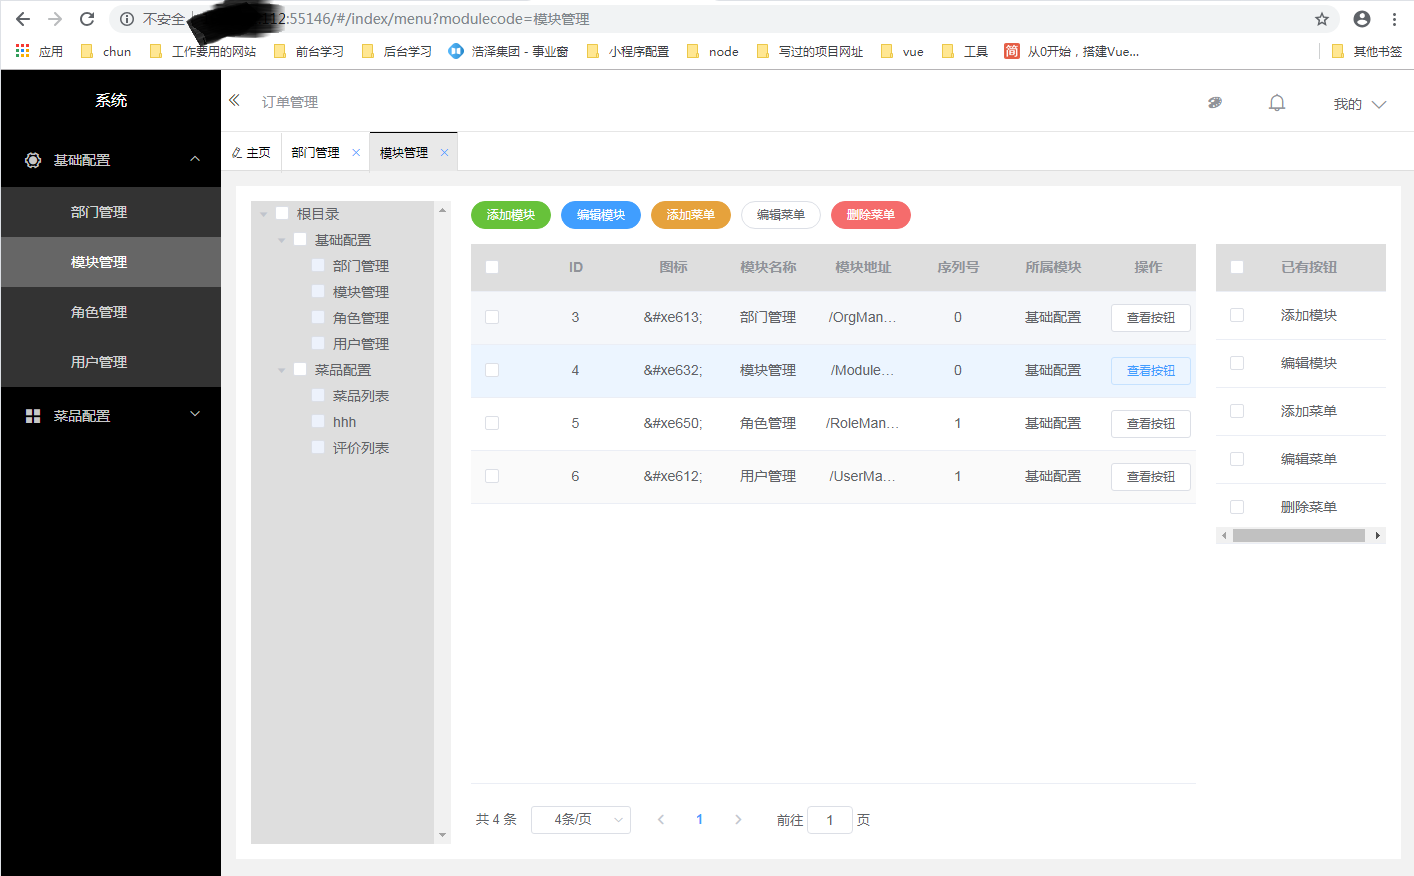 不安全 12:55146/#/index/menu?modulecode=模块管理
应用 chun 工作要用的网站 前台学习 后台学习 浩泽集团 - 事业窗 小程序配置 node 写过的项目网址 vue 工具 简 从0开始，搭建Vue... 其他书签
系统 订单管理 我的
主页 部门管理 模块管理
基础配置
部门管理
模块管理
角色管理
用户管理
菜品配置
根目录
基础配置
部门管理
模块管理
角色管理
用户管理
菜品配置
菜品列表
hhh
评价列表
添加模块 编辑模块 添加菜单 编辑菜单 删除菜单
ID 图标 模块名称 模块地址 序列号 所属模块 操作
3 &#xe613; 部门管理 /OrgMan... 0 基础配置 查看按钮
4 &#xe632; 模块管理 /Module... 0 基础配置 查看按钮
5 &#xe650; 角色管理 /RoleMan... 1 基础配置 查看按钮
6 &#xe612; 用户管理 /UserMa... 1 基础配置 查看按钮
已有按钮
添加模块
编辑模块
添加菜单
编辑菜单
删除菜单
共 4 条 4条/页 1 前往 1 页